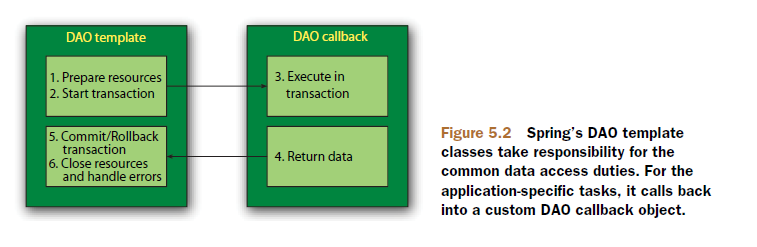 DAO template
DAO callback
1. Prepare resources
2. Start transaction
3. Execute in
transaction
5. Commit/Rollback
transaction
6. Close resources
and handle errors
4. Return data
Figure 5.2 Spring's DAO template
classes take responsibility for the
common data access duties. For the
application-specific tasks, it calls back
into a custom DAO callback object.